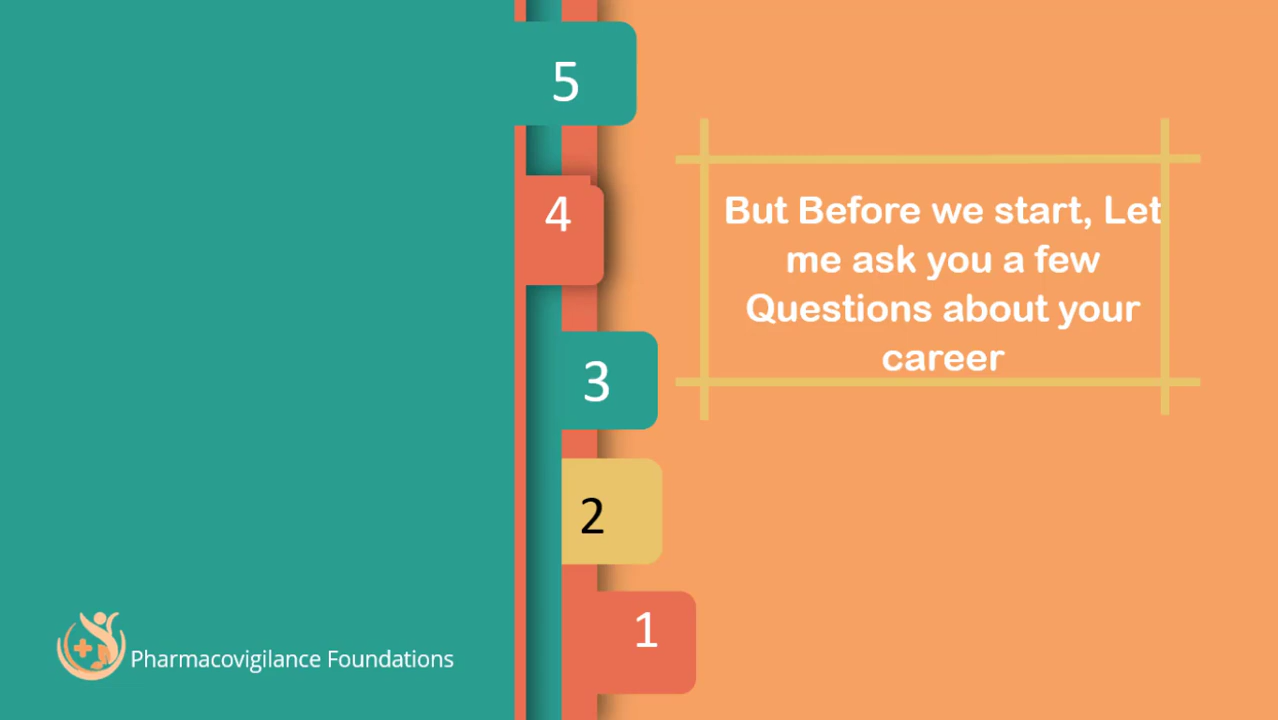 5
4
3
2
1
But Before we start, Let
me ask you a few
Questions about your
career
Pharmacovigilance Foundations